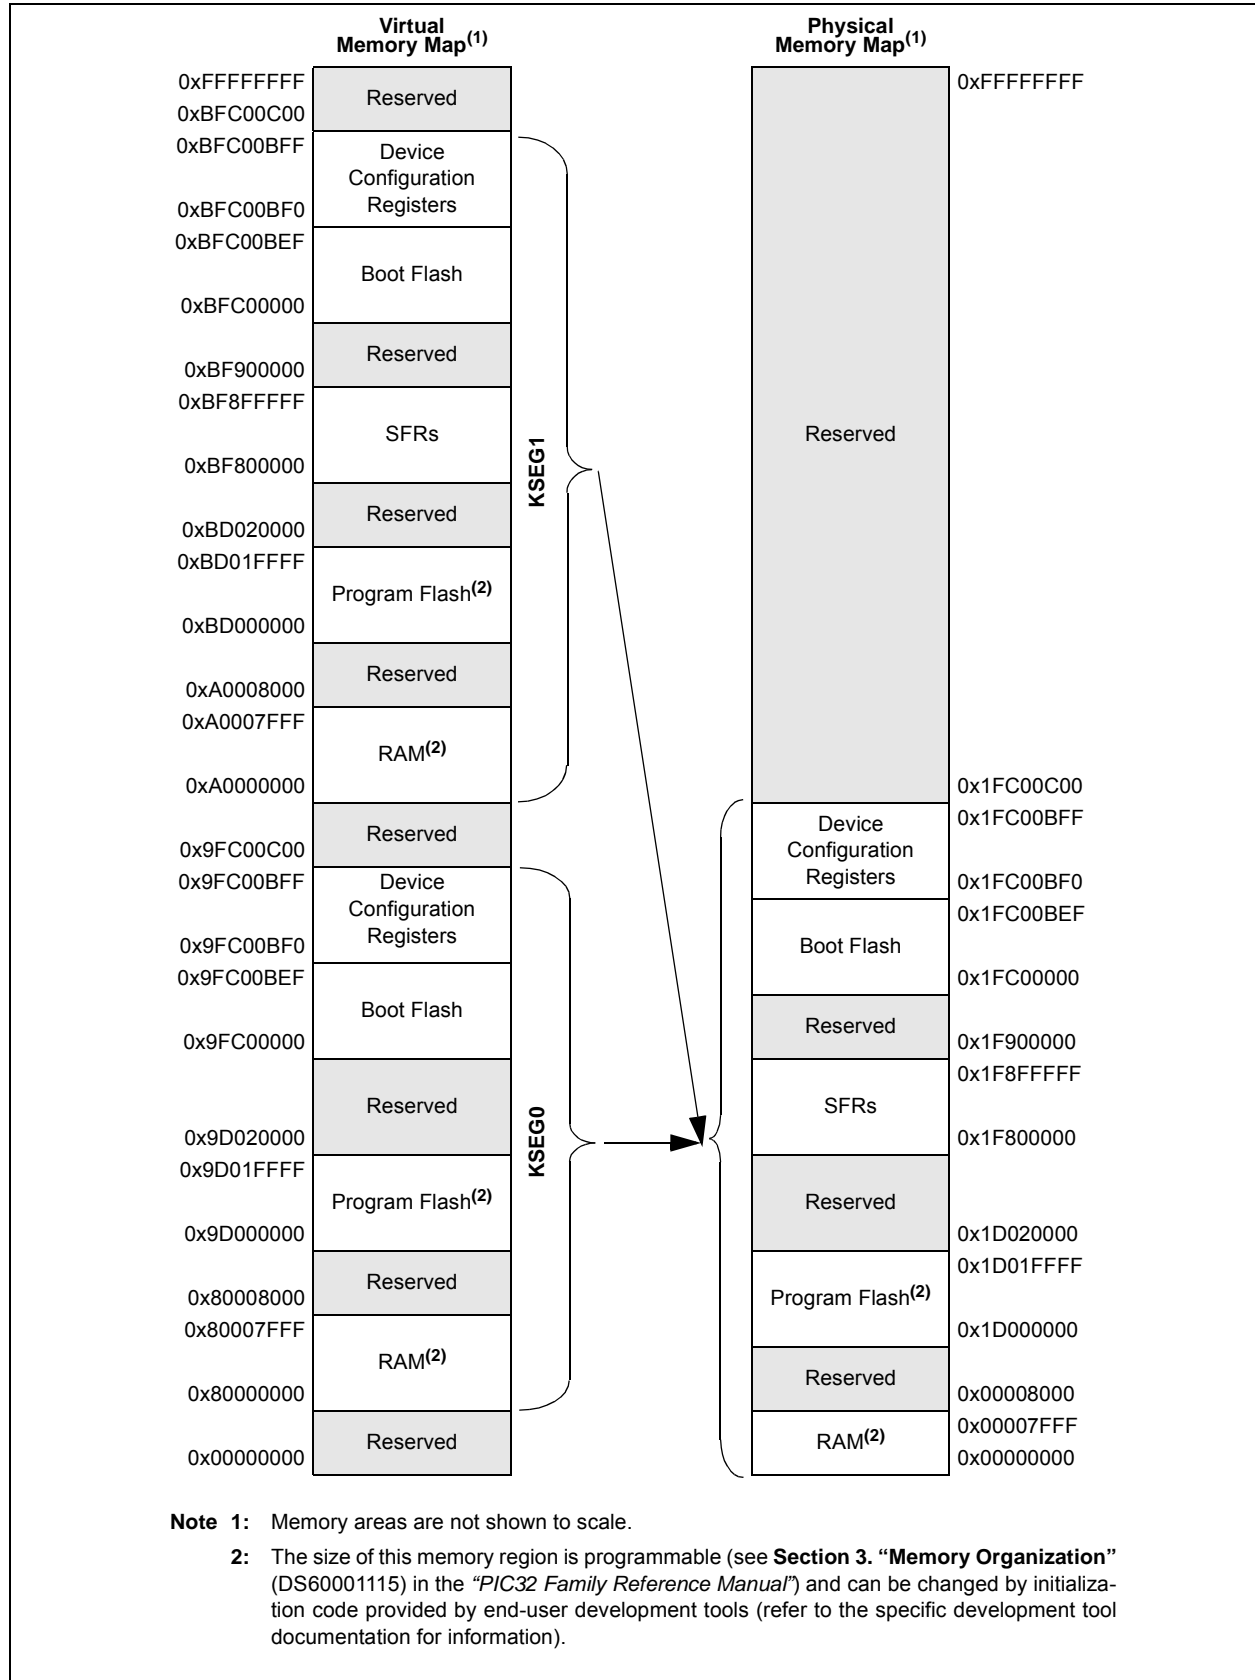 Virtual
Memory Map(1)
Physical
Memory Map(1)
0xFFFFFFFF
0xBFC00C00
Reserved
0xBFC00BFF
0xBFC00BF0
Device
Configuration
Registers
0xBFC00BEF
0xBFC00000
Boot Flash
Reserved
0xBF900000
0xBF8FFFFF
0xBF800000
SFRs
Reserved
0xBD020000
0xBD01FFFF
0xBD000000
Program Flash(2)
Reserved
0xA0008000
0xA0007FFF
0xA0000000
RAM(2)
KSEG1
Reserved
0x9FC00C00
0x9FC00BFF
0x9FC00BF0
Device
Configuration
Registers
0x9FC00BEF
0x9FC00000
Boot Flash
Reserved
0x9D020000
0x9D01FFFF
0x9D000000
Program Flash(2)
Reserved
0x80008000
0x80007FFF
0x80000000
RAM(2)
KSEG0
Reserved
0x00000000
0xFFFFFFFF
Reserved
0x1FC00C00
0x1FC00BFF
Device
Configuration
Registers
0x1FC00BF0
0x1FC00BEF
Boot Flash
0x1FC00000
Reserved
0x1F900000
0x1F8FFFFF
SFRs
0x1F800000
Reserved
0x1D020000
0x1D01FFFF
Program Flash(2)
0x1D000000
Reserved
0x00008000
0x00007FFF
RAM(2)
0x00000000
Note 1: Memory areas are not shown to scale.
2: The size of this memory region is programmable (see Section 3. “Memory Organization”
(DS60001115) in the “PIC32 Family Reference Manual”) and can be changed by initializa-
tion code provided by end-user development tools (refer to the specific development tool
documentation for information).